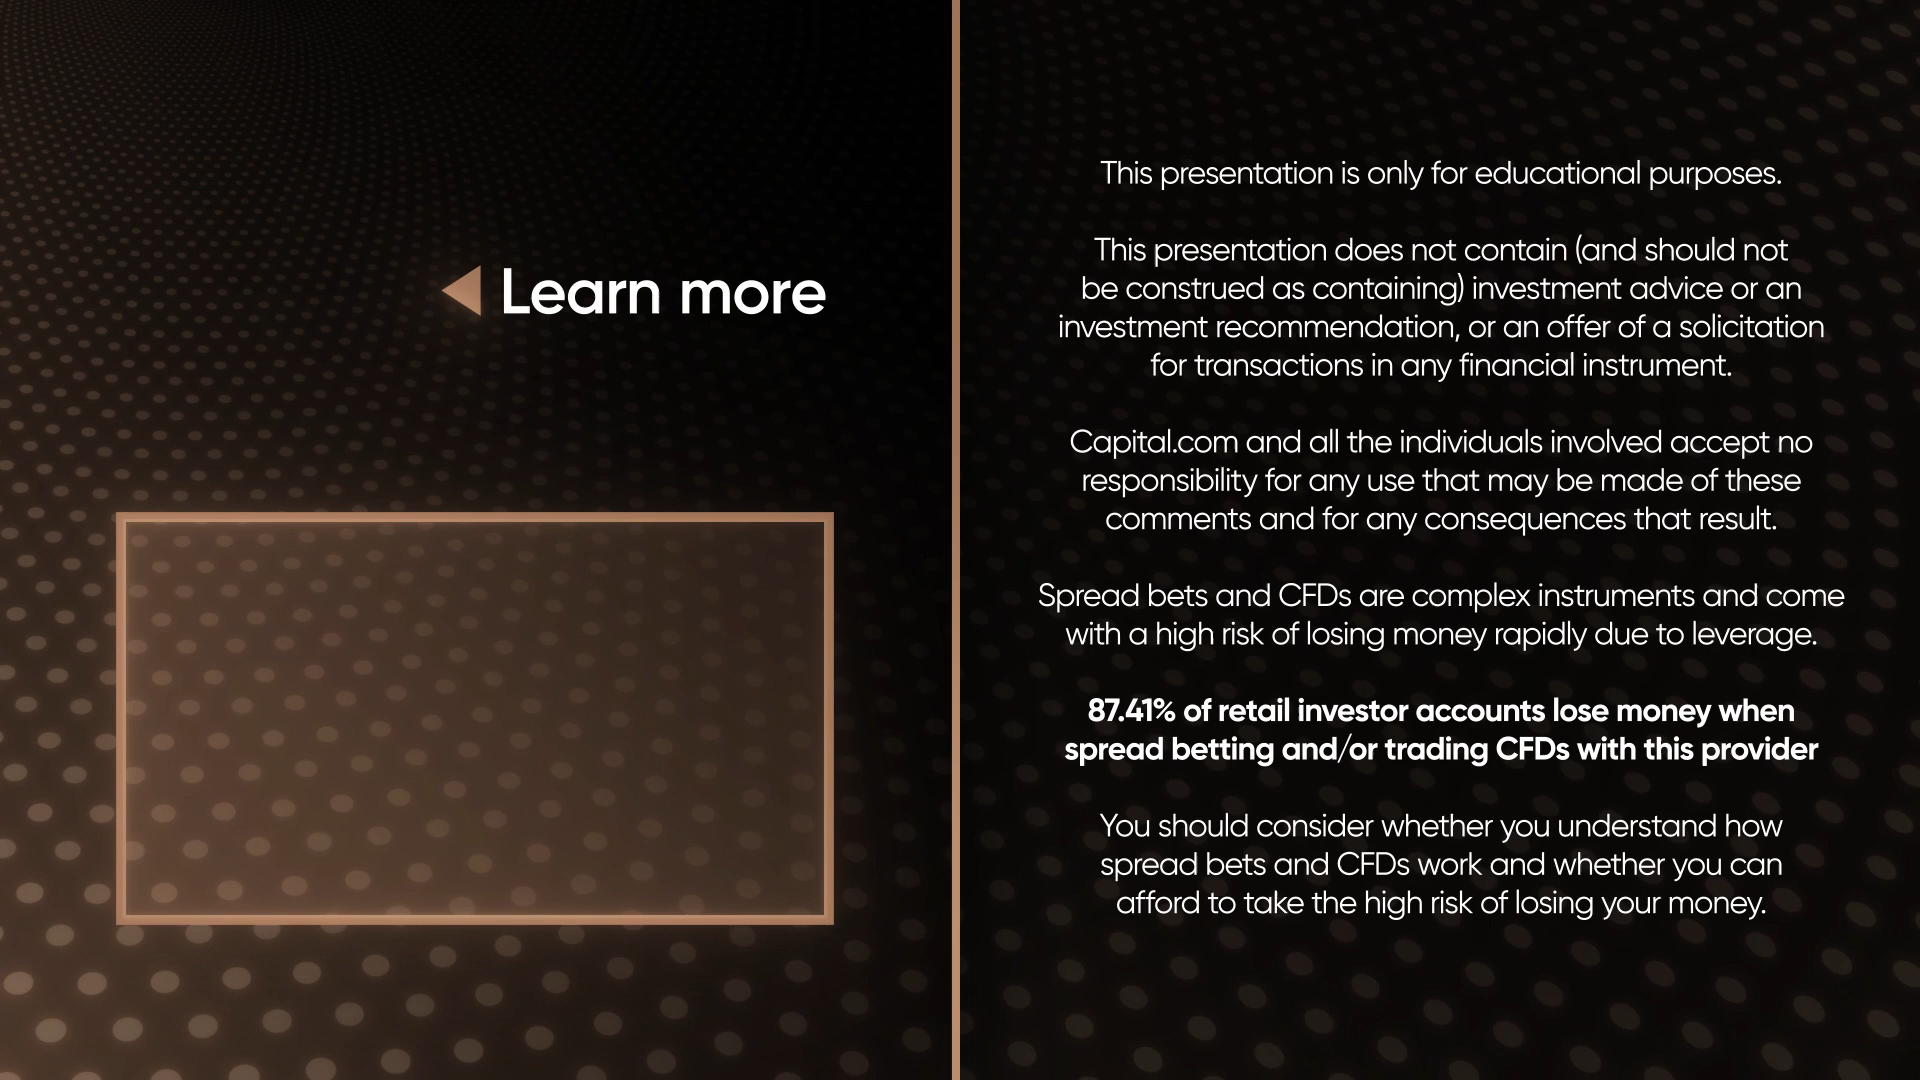 Learn more
This presentation is only for educational purposes.
This presentation does not contain (and should not
be construed as containing) investment advice or an
investment recommendation, or an offer of a solicitation
for transactions in any financial instrument.
Capital.com and all the individuals involved accept no
responsibility for any use that may be made of these
comments and for any consequences that result.
Spread bets and CFDs are complex instruments and come
with a high risk of losing money rapidly due to leverage.
87.41% of retail investor accounts lose money when
spread betting and/or trading CFDs with this provider
You should consider whether you understand how
spread bets and CFDs work and whether you can
afford to take the high risk of losing your money.